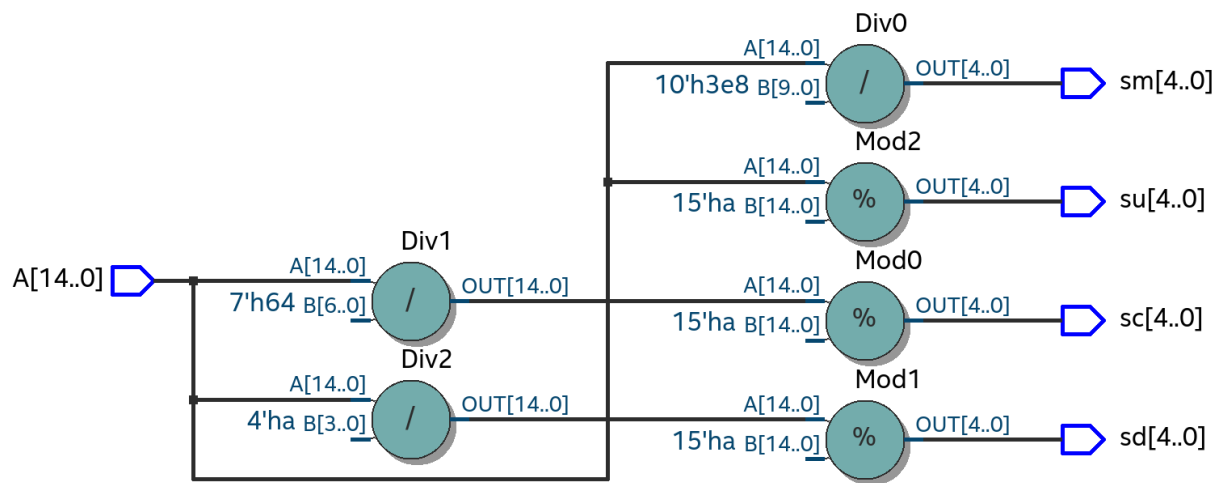 Div0
A[14..0]
10'h3e8 B[9..0]
/
OUT[4..0]
sm[4..0]
Mod2
A[14..0]
15'ha B[14..0]
%
OUT[4..0]
su[4..0]
A[14..0]
Div1
A[14..0]
7'h64 B[6..0]
/
OUT[14..0]
Mod0
A[14..0]
15'ha B[14..0]
%
OUT[4..0]
sc[4..0]
Div2
A[14..0]
4'ha B[3..0]
/
OUT[14..0]
Mod1
A[14..0]
15'ha B[14..0]
%
OUT[4..0]
sd[4..0]